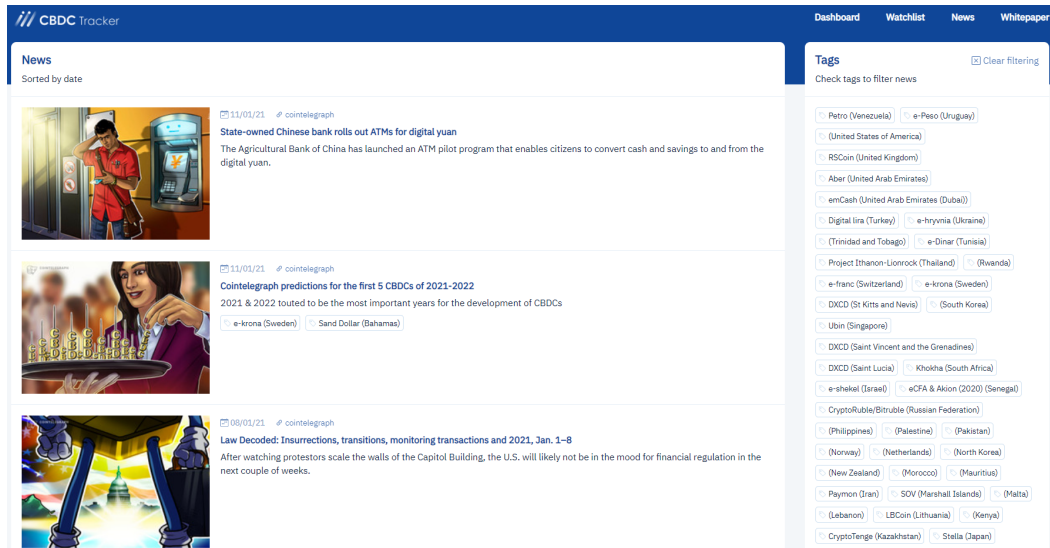 CBDC Tracker
Dashboard Watchlist News Whitepaper
News
Sorted by date
11/01/21 cointelegraph
State-owned Chinese bank rolls out ATMs for digital yuan
The Agricultural Bank of China has launched an ATM pilot program that enables citizens to convert cash and savings to and from the
digital yuan.
11/01/21 cointelegraph
Cointelegraph predictions for the first 5 CBDCs of 2021-2022
2021 & 2022 touted to be the most important years for the development of CBDCs
e-krona (Sweden) Sand Dollar (Bahamas)
08/01/21 cointelegraph
Law Decoded: Insurrections, transitions, monitoring transactions and 2021, Jan. 1–8
After watching protestors scale the walls of the Capitol Building, the U.S. will likely not be in the mood for financial regulation in the
next couple of weeks.
Tags
Clear filtering
Check tags to filter news
Petro (Venezuela) e-Peso (Uruguay)
(United States of America)
RSCoin (United Kingdom)
Aber (United Arab Emirates)
emCash (United Arab Emirates (Dubai))
Digital lira (Turkey) e-hryvnia (Ukraine)
(Trinidad and Tobago) e-Dinar (Tunisia)
Project Ithanon-Lionrock (Thailand) (Rwanda)
e-franc (Switzerland) e-krona (Sweden)
DXCD (St Kitts and Nevis) (South Korea)
Ubin (Singapore)
DXCD (Saint Vincent and the Grenadines)
DXCD (Saint Lucia) Khokha (South Africa)
e-shekel (Israel) eCFA & Akion (2020) (Senegal)
CryptoRuble/Bitruble (Russian Federation)
(Philippines) (Palestine) (Pakistan)
(Norway) (Netherlands) (North Korea)
(New Zealand) (Morocco) (Mauritius)
Paymon (Iran) SOV (Marshall Islands) (Malta)
(Lebanon) LBCoin (Lithuania) (Kenya)
CryptoTenge (Kazakhstan) Stella (Japan)